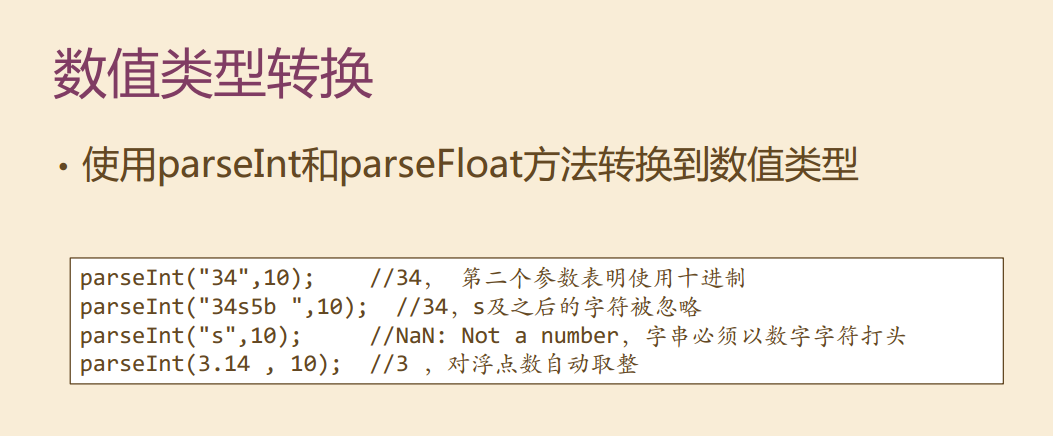 数值类型转换
• 使用parseInt和parseFloat方法转换到数值类型
parseInt("34",10);    //34， 第二个参数表明使用十进制
parseInt("34s5b ",10);  //34，s及之后的字符被忽略
parseInt("s",10);     //NaN: Not a number，字串必须以数字字符打头
parseInt(3.14 , 10);  //3 ，对浮点数自动取整